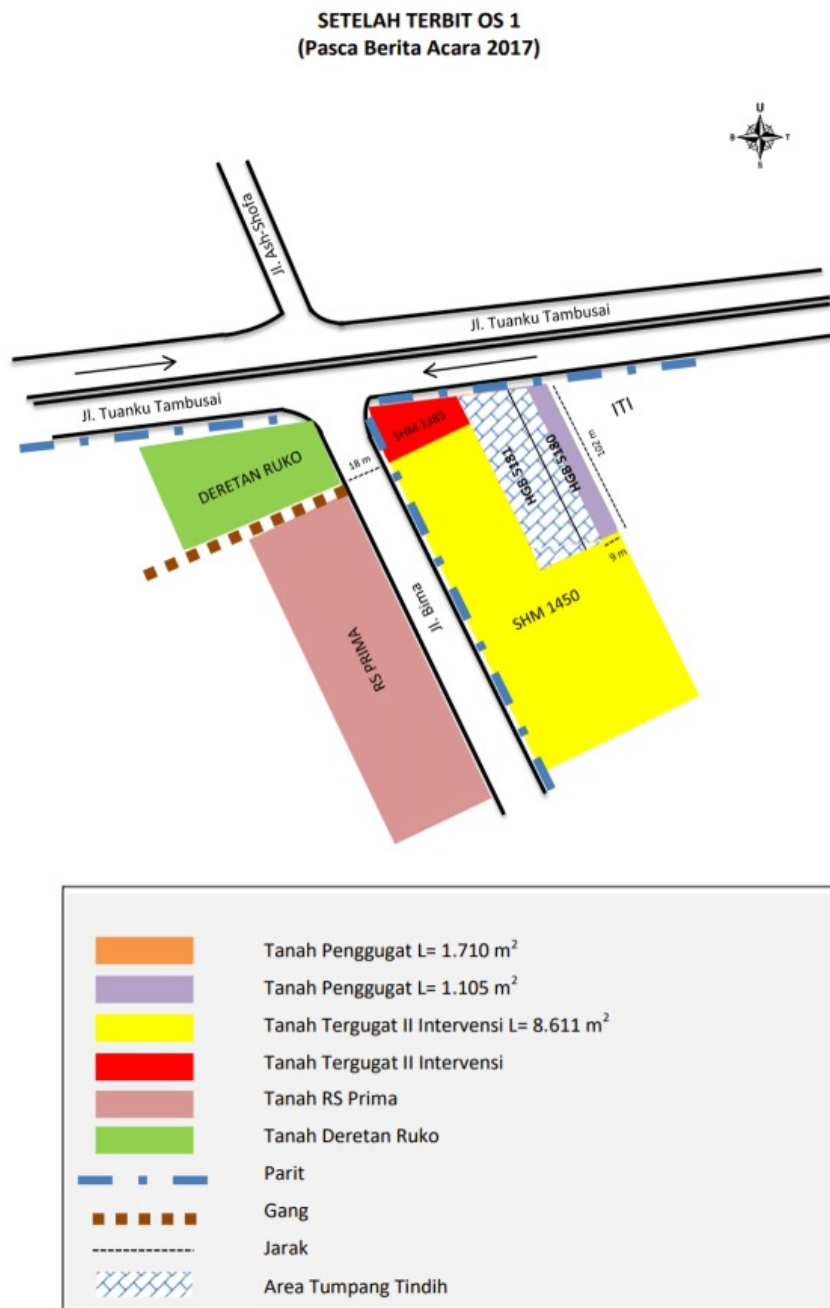 SETELAH TERBIT OS 1
(Pasca Berita Acara 2017)
U
B
T
S
Jl. Ash-Shofa
Jl. Tuanku Tambusai
Jl. Tuanku Tambusai
ITI
SHM 1385
DERETAN RUKO
18 m
HGB 5181
HGB 5180
102 m
9 m
SHM 1450
Jl. Bima
RS PRIMA
Tanah Penggugat L= 1.710 m²
Tanah Penggugat L= 1.105 m²
Tanah Tergugat II Intervensi L= 8.611 m²
Tanah Tergugat II Intervensi
Tanah RS Prima
Tanah Deretan Ruko
Parit
Gang
Jarak
Area Tumpang Tindih